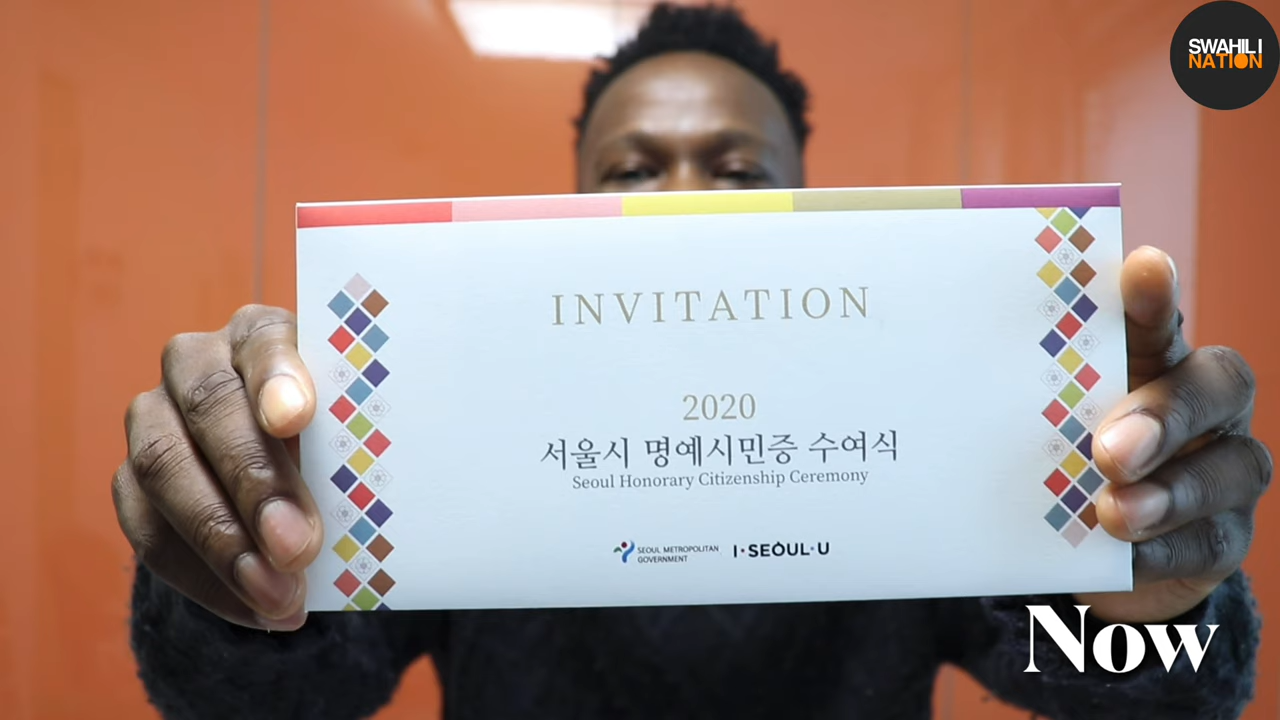 SWAHILI
NATION
INVITATION
2020
서울시 명예시민증 수여식
Seoul Honorary Citizenship Ceremony
SEOUL METROPOLITAN
GOVERNMENT
I·SEOUL·U
Now